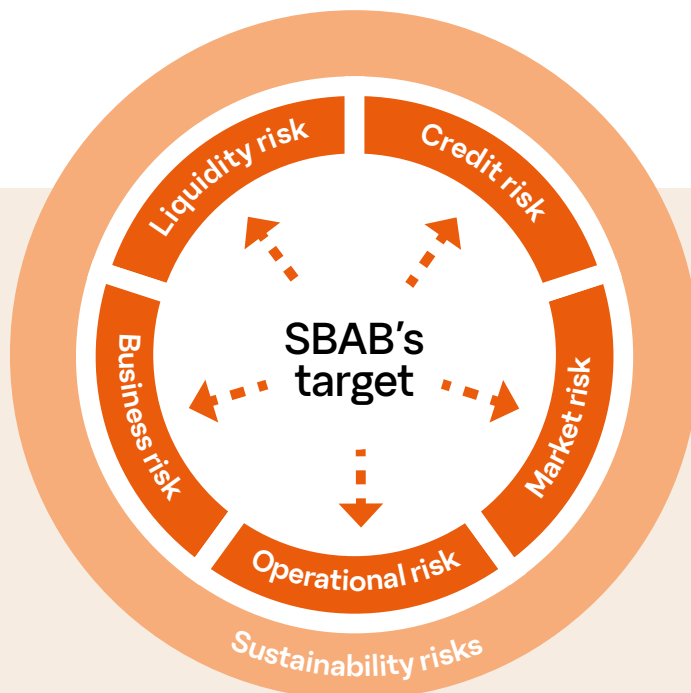 Liquidity risk
Credit risk
SBAB’s
target
Business risk
Market risk
Operational risk
Sustainability risks